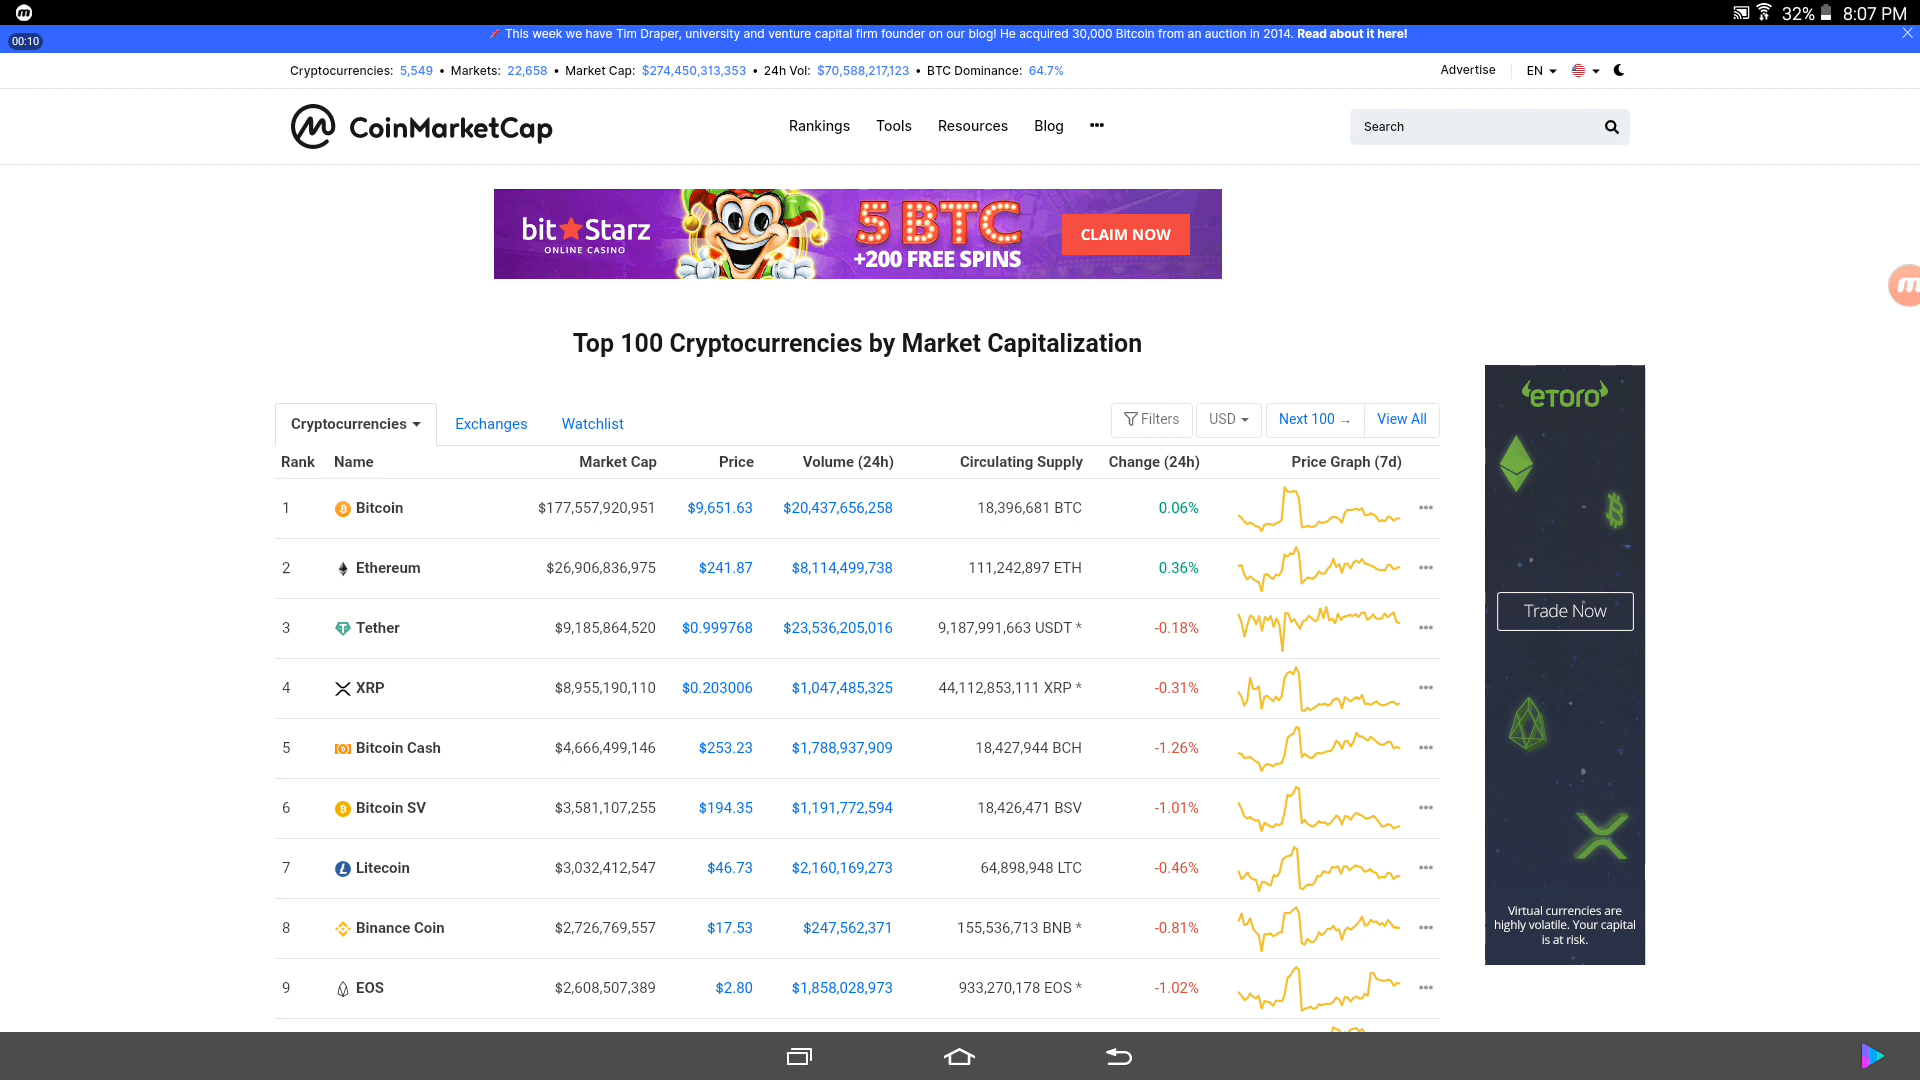 32% 8:07 PM
00:10
This week we have Tim Draper, university and venture capital firm founder on our blog! He acquired 30,000 Bitcoin from an auction in 2014. Read about it here!
Cryptocurrencies: 5,549 • Markets: 22,658 • Market Cap: $274,450,313,353 • 24h Vol: $70,588,217,123 • BTC Dominance: 64.7%
Advertise EN
CoinMarketCap
Rankings Tools Resources Blog •••
Search
bit Starz
ONLINE CASINO
5 BTC
+200 FREE SPINS
CLAIM NOW
Top 100 Cryptocurrencies by Market Capitalization
Cryptocurrencies Exchanges Watchlist Filters USD Next 100 → View All
Rank Name Market Cap Price Volume (24h) Circulating Supply Change (24h) Price Graph (7d)
1 Bitcoin $177,557,920,951 $9,651.63 $20,437,656,258 18,396,681 BTC 0.06%
2 Ethereum $26,906,836,975 $241.87 $8,114,499,738 111,242,897 ETH 0.36%
3 Tether $9,185,864,520 $0.999768 $23,536,205,016 9,187,991,663 USDT * -0.18%
4 XRP $8,955,190,110 $0.203006 $1,047,485,325 44,112,853,111 XRP * -0.31%
5 Bitcoin Cash $4,666,499,146 $253.23 $1,788,937,909 18,427,944 BCH -1.26%
6 Bitcoin SV $3,581,107,255 $194.35 $1,191,772,594 18,426,471 BSV -1.01%
7 Litecoin $3,032,412,547 $46.73 $2,160,169,273 64,898,948 LTC -0.46%
8 Binance Coin $2,726,769,557 $17.53 $247,562,371 155,536,713 BNB * -0.81%
9 EOS $2,608,507,389 $2.80 $1,858,028,973 933,270,178 EOS * -1.02%
eTORO
Trade Now
Virtual currencies are
highly volatile. Your capital
is at risk.